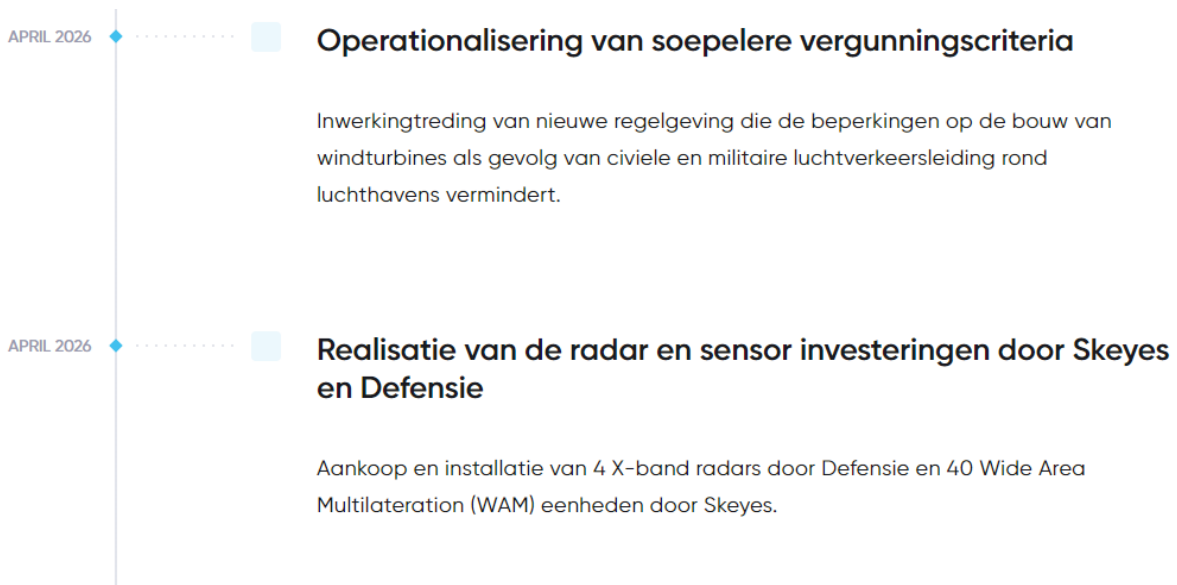 APRIL 2026
Operationalisering van soepelere vergunningscriteria
Inwerkingtreding van nieuwe regelgeving die de beperkingen op de bouw van
windturbines als gevolg van civiele en militaire luchtverkeersleiding rond
luchthavens vermindert.
APRIL 2026
Realisatie van de radar en sensor investeringen door Skeyes
en Defensie
Aankoop en installatie van 4 X-band radars door Defensie en 40 Wide Area
Multilateration (WAM) eenheden door Skeyes.